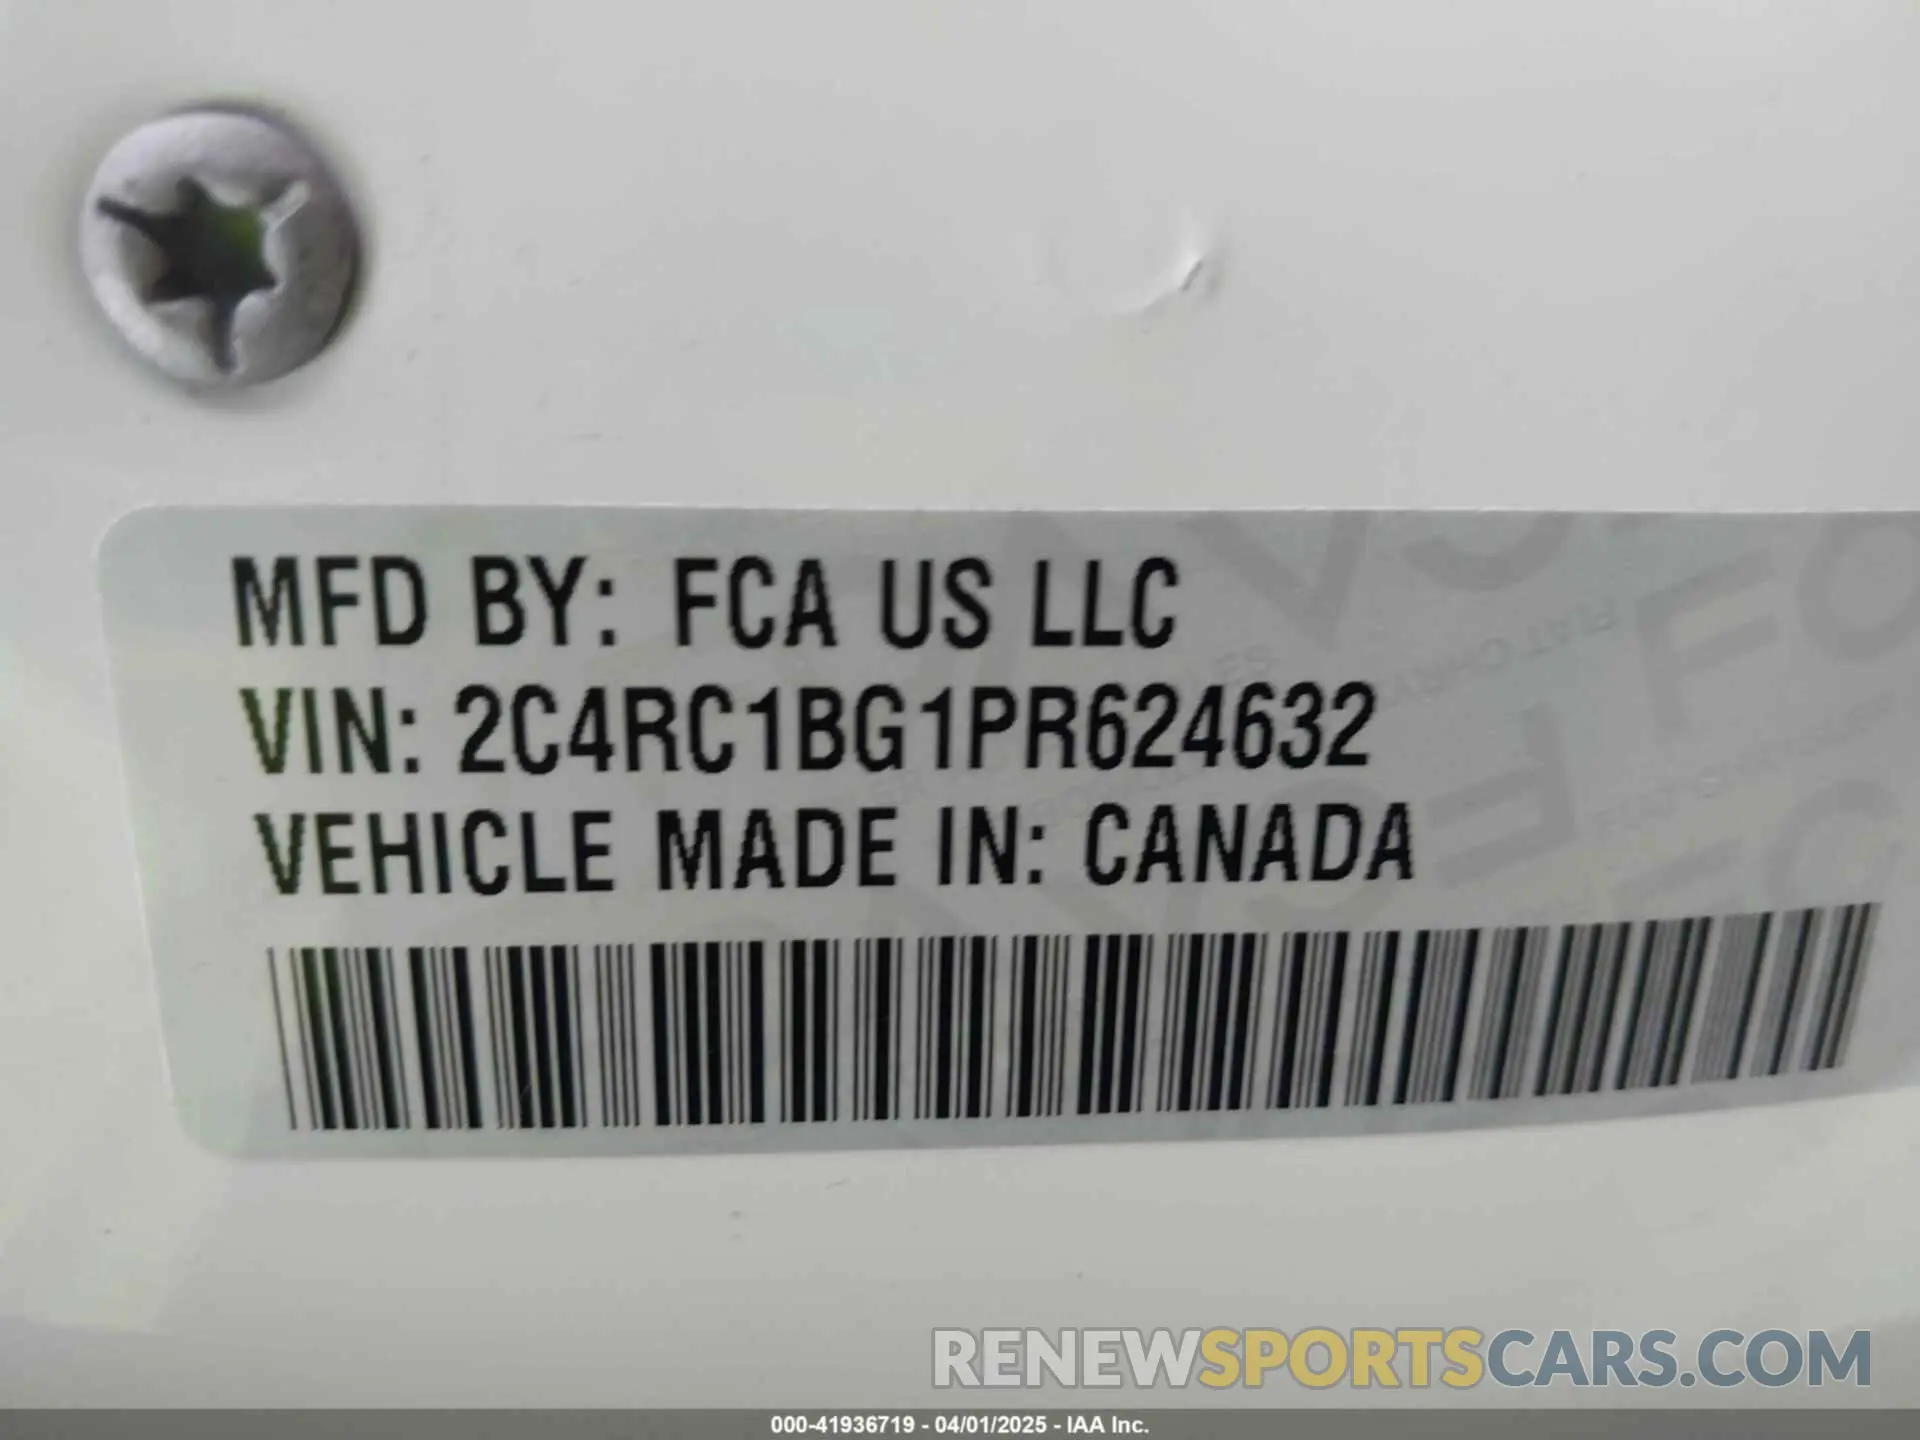 MFD BY: FCA US LLC
VIN: 2C4RC1BG1PR624632
VEHICLE MADE IN: CANADA
RENEWSPORTSCARS.COM
000-41936719 - 04/01/2025 - IAA Inc.